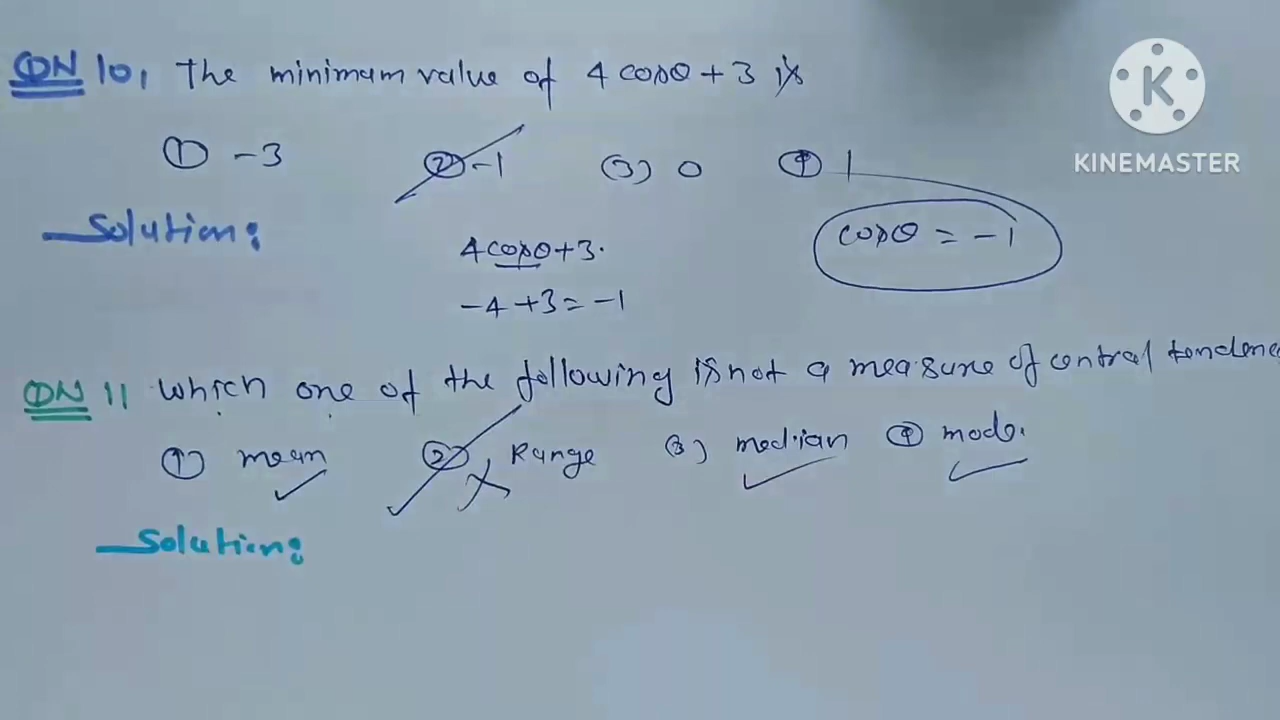 QN 10, The minimum value of 4 cosθ + 3 is
① -3 ② -1 (3) 0 ④ 1
Solution:
4 cosθ + 3.
-4 + 3 = -1
cosθ = -1
QN 11 which one of the following is not a measure of central tendenc
① mean ② Range (3) median ④ mode.
Solution:
K
KINEMASTER